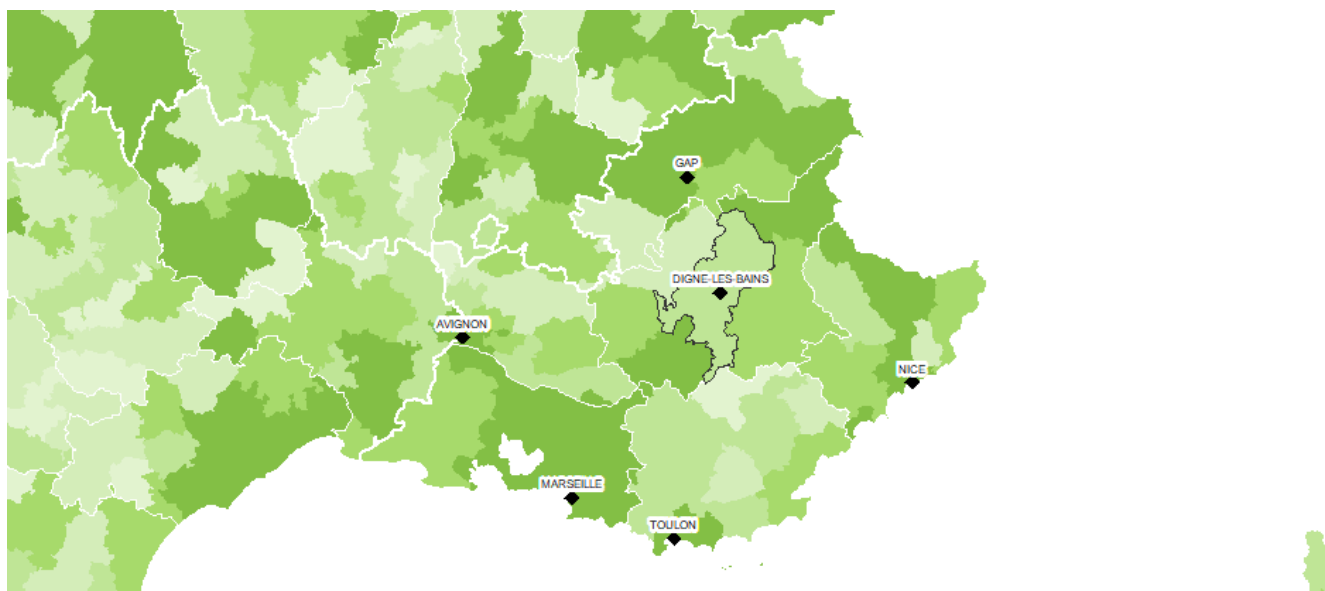 GAP
DIGNE-LES-BAINS
AVIGNON
NICE
MARSEILLE
TOULON